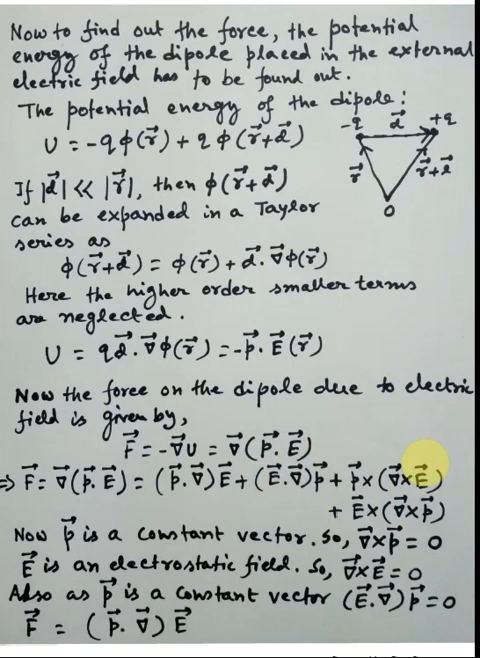 Now to find out the force, the potential
energy of the dipole placed in the external
electric field has to be found out.
The potential energy of the dipole:
U = -qϕ(r⃗) + qϕ(r⃗+d⃗)
-q d⃗ +q
r⃗ r⃗+d⃗
O
If |d⃗| << |r⃗|, then ϕ(r⃗+d⃗)
can be expanded in a Taylor
series as
ϕ(r⃗+d⃗) = ϕ(r⃗) + d⃗.∇⃗ϕ(r⃗)
Here the higher order smaller terms
are neglected.
U = qd⃗.∇⃗ϕ(r⃗) = -p⃗.E⃗(r⃗)
Now the force on the dipole due to electric
field is given by,
F⃗ = -∇⃗U = ∇⃗(p⃗.E⃗)
⇒ F⃗ = ∇⃗(p⃗.E⃗) = (p⃗.∇⃗)E⃗ + (E⃗.∇⃗)p⃗ + p⃗×(∇⃗×E⃗)
+ E⃗×(∇⃗×p⃗)
Now p⃗ is a constant vector. So, ∇⃗×p⃗ = 0
E⃗ is an electrostatic field. So, ∇⃗×E⃗ = 0
Also as p⃗ is a constant vector (E⃗.∇⃗)p⃗ = 0
F⃗ = (p⃗.∇⃗)E⃗